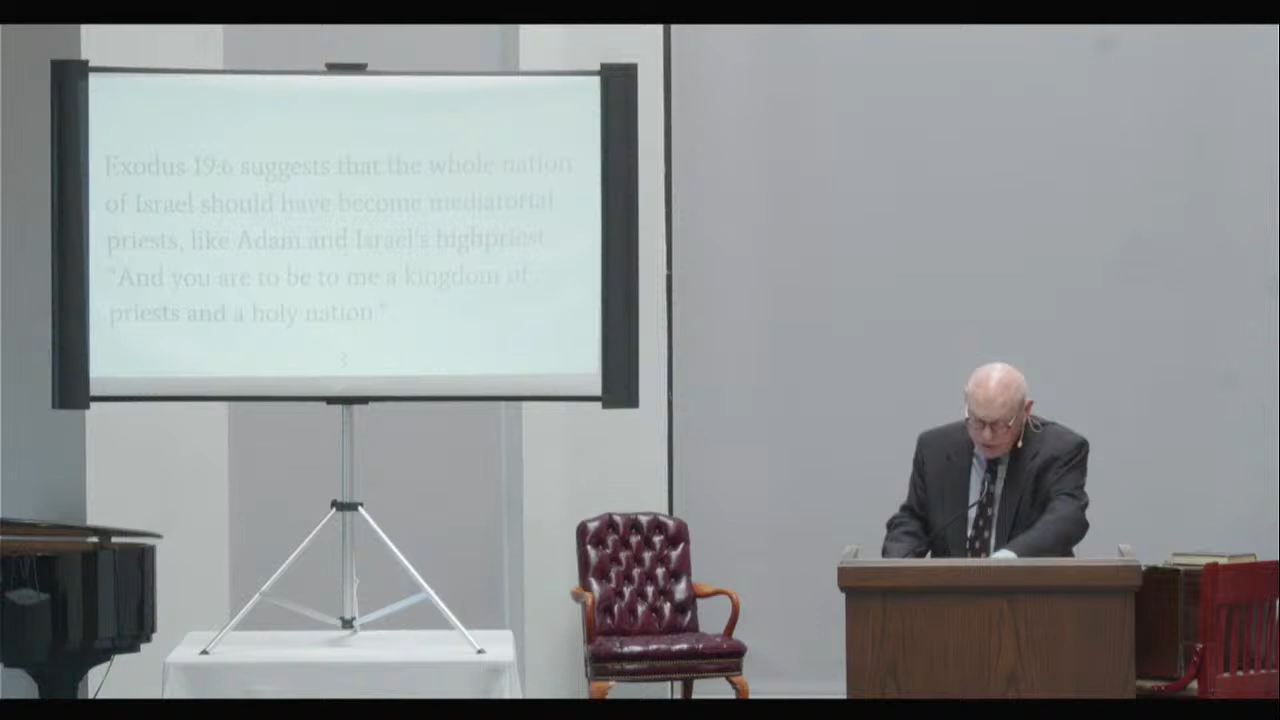 Exodus 19:6 suggests that the whole nation
of Israel should have become mediatorial
priests, like Adam and Israel's highpriest
"And you are to be to me a kingdom of
priests and a holy nation"
3